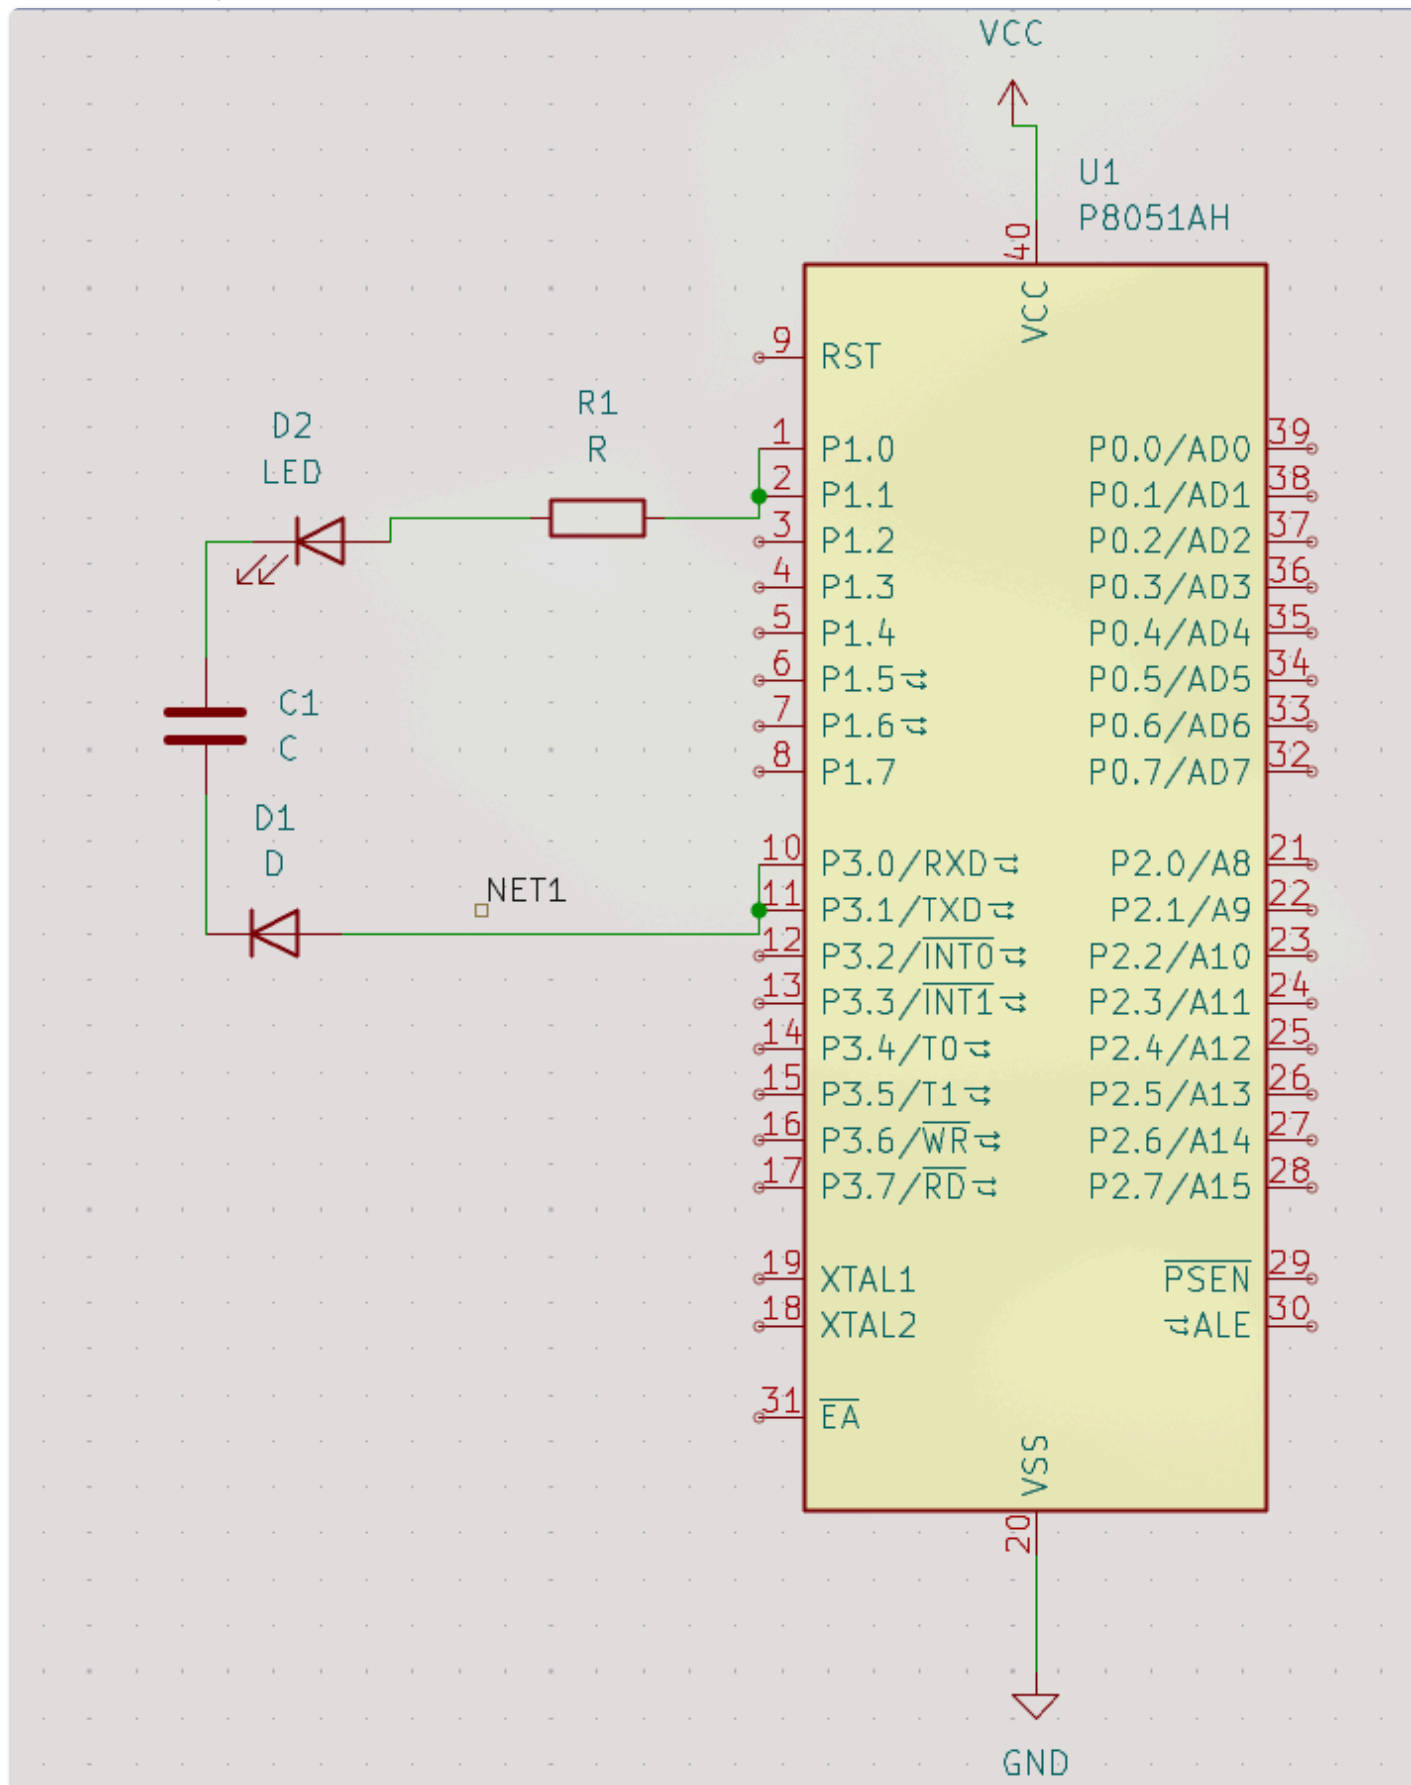 VCC
U1
P8051AH
40
VCC
9
RST
R1
R
D2
LED
1
P1.0
P0.0/AD0
39
2
P1.1
P0.1/AD1
38
3
P1.2
P0.2/AD2
37
4
P1.3
P0.3/AD3
36
5
P1.4
P0.4/AD4
35
6
P1.5
P0.5/AD5
34
7
P1.6
P0.6/AD6
33
8
P1.7
P0.7/AD7
32
C1
C
D1
D
NET1
10
P3.0/RXD
P2.0/A8
21
11
P3.1/TXD
P2.1/A9
22
12
P3.2/INT0
P2.2/A10
23
13
P3.3/INT1
P2.3/A11
24
14
P3.4/T0
P2.4/A12
25
15
P3.5/T1
P2.5/A13
26
16
P3.6/WR
P2.6/A14
27
17
P3.7/RD
P2.7/A15
28
19
XTAL1
PSEN
29
18
XTAL2
ALE
30
31
EA
VSS
20
GND